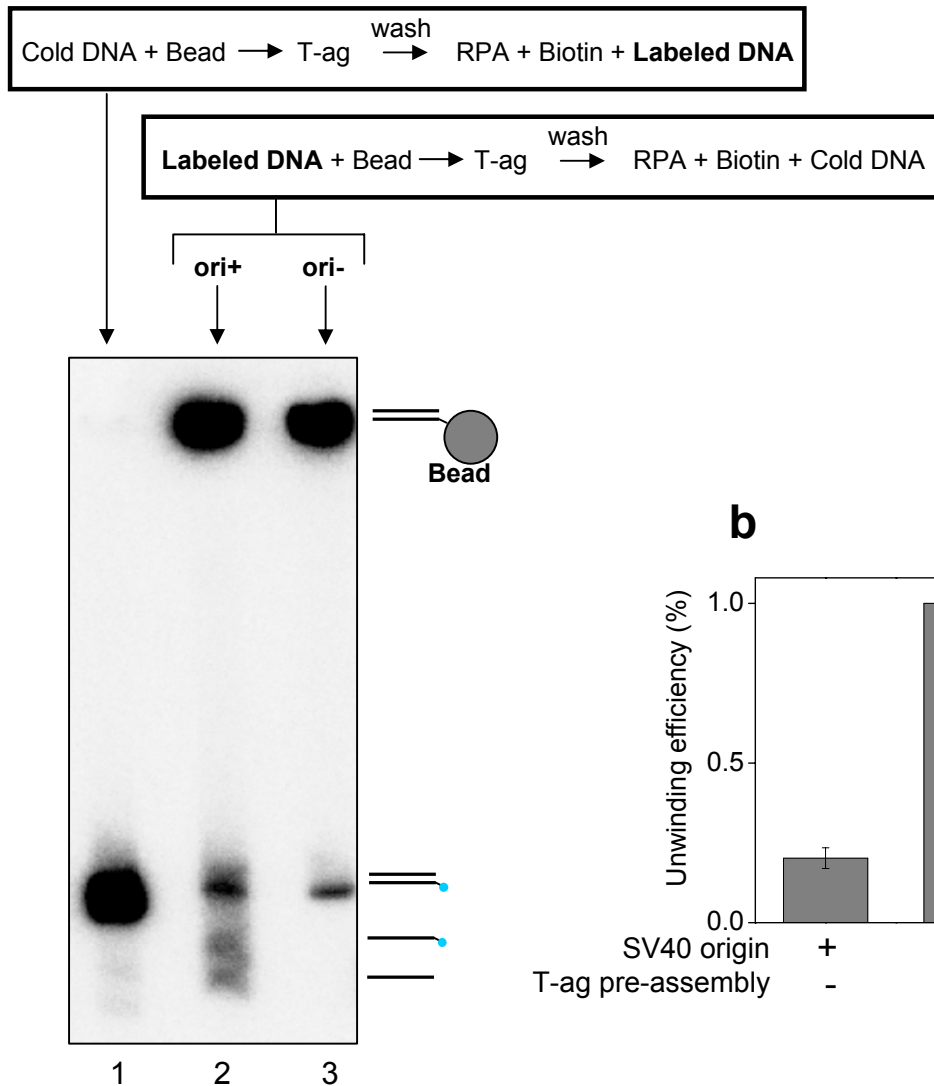 Cold DNA + Bead → T-ag wash → RPA + Biotin + Labeled DNA
Labeled DNA + Bead → T-ag wash → RPA + Biotin + Cold DNA
ori+ ori-
Bead
1 2 3
b
Unwinding efficiency (%)
1.0
0.5
0.0
SV40 origin +
T-ag pre-assembly -